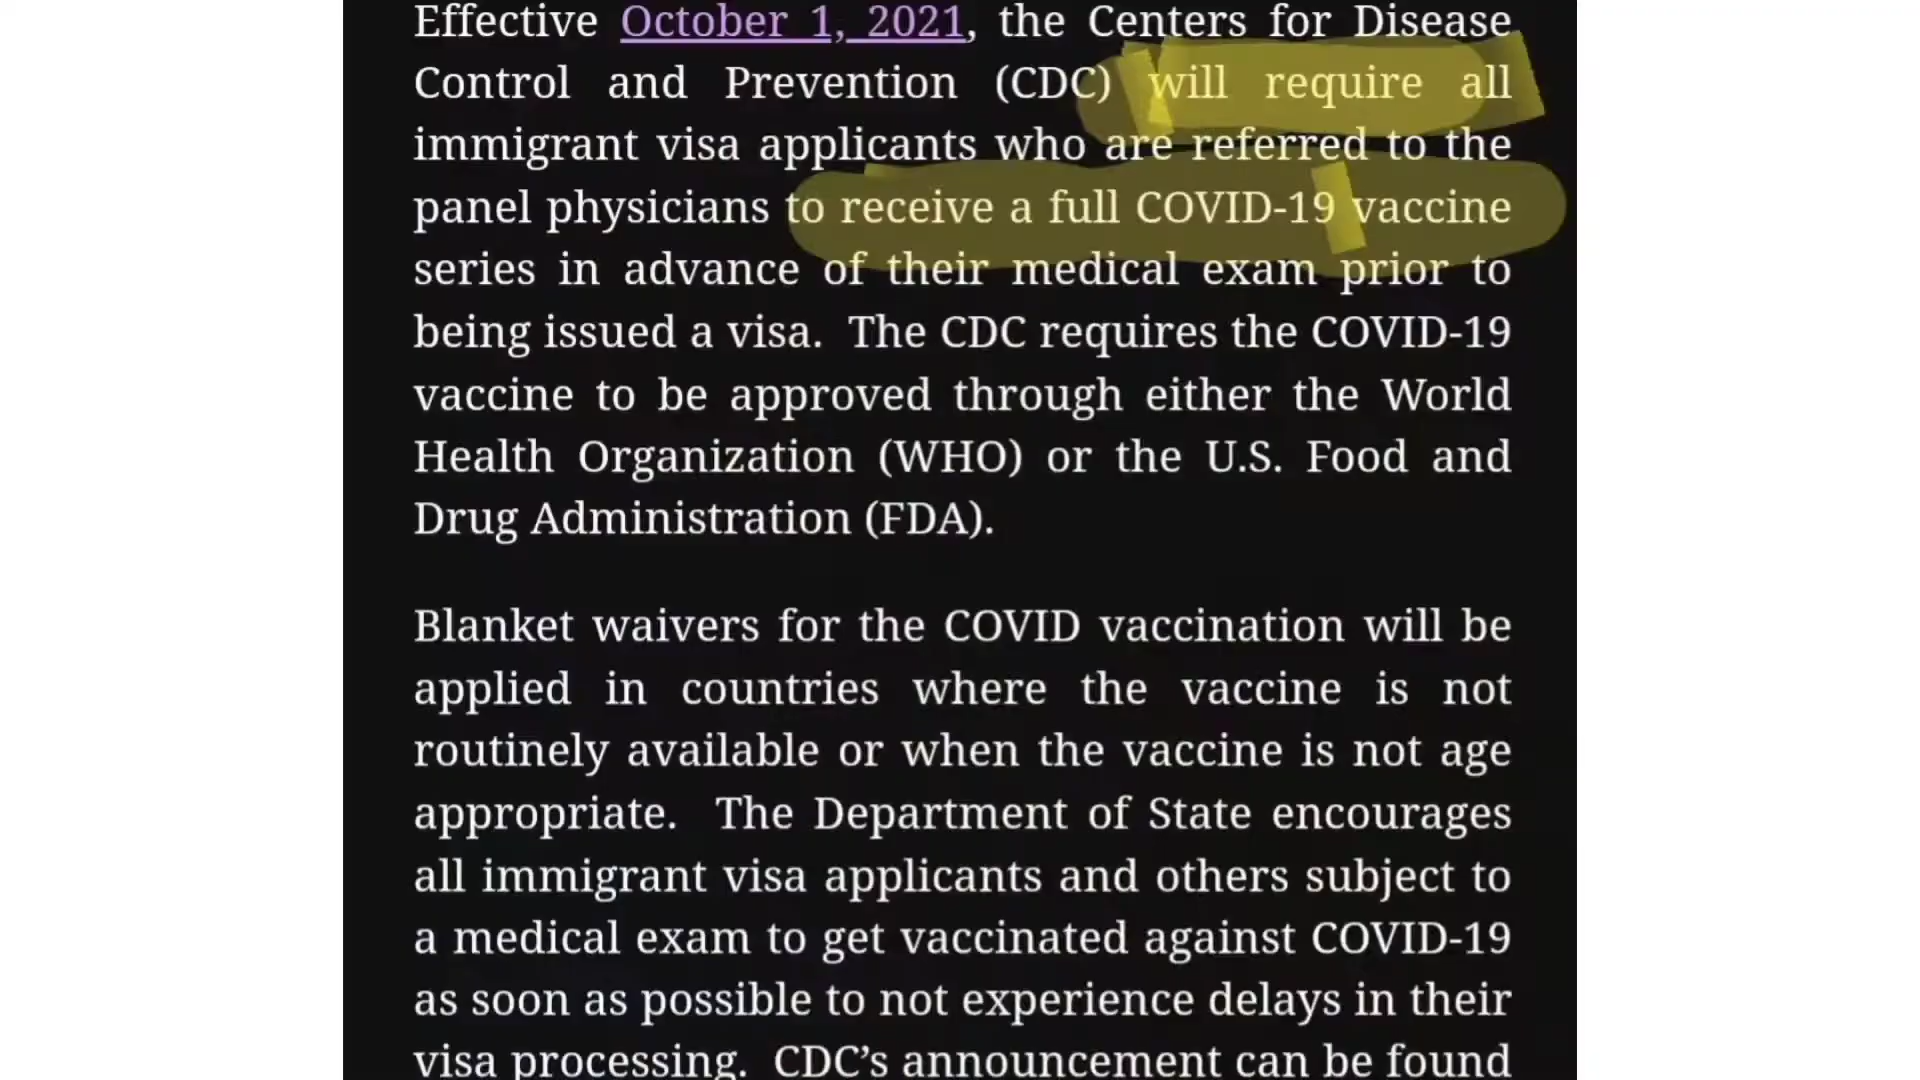 Effective October 1, 2021, the Centers for Disease
Control and Prevention (CDC) will require all
immigrant visa applicants who are referred to the
panel physicians to receive a full COVID-19 vaccine
series in advance of their medical exam prior to
being issued a visa. The CDC requires the COVID-19
vaccine to be approved through either the World
Health Organization (WHO) or the U.S. Food and
Drug Administration (FDA).
Blanket waivers for the COVID vaccination will be
applied in countries where the vaccine is not
routinely available or when the vaccine is not age
appropriate. The Department of State encourages
all immigrant visa applicants and others subject to
a medical exam to get vaccinated against COVID-19
as soon as possible to not experience delays in their
visa processing. CDC’s announcement can be found